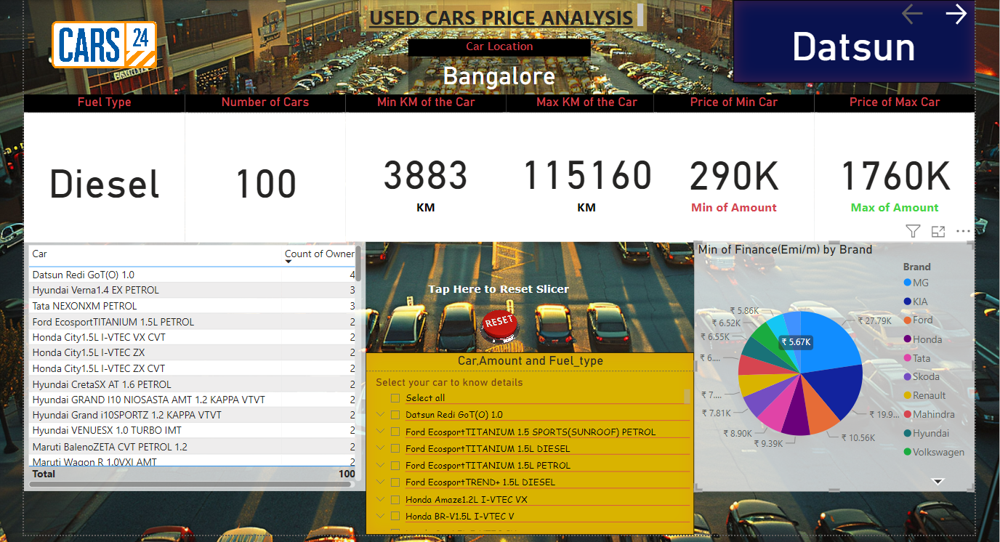 USED CARS PRICE ANALYSIS
CARS 24
Car Location
Bangalore
Datsun
Fuel Type
Number of Cars
Min KM of the Car
Max KM of the Car
Price of Min Car
Price of Max Car
Diesel
100
3883
KM
115160
KM
290K
Min of Amount
1760K
Max of Amount
Car Count of Owner
Datsun Redi GoT(O) 1.0 4
Hyundai Verna1.4 EX PETROL 3
Tata NEXONXM PETROL 3
Ford EcosportTITANIUM 1.5L PETROL 2
Honda City1.5L I-VTEC VX CVT 2
Honda City1.5L I-VTEC ZX 2
Honda City1.5L I-VTEC ZX CVT 2
Hyundai CretaSX AT 1.6 PETROL 2
Hyundai GRAND I10 NIOSASTA AMT 1.2 KAPPA VTVT 2
Hyundai Grand i10SPORTZ 1.2 KAPPA VTVT 2
Hyundai VENUESX 1.0 TURBO IMT 2
Maruti BalenoZETA CVT PETROL 1.2 2
Maruti Wagon R 1.0VXI AMT 2
Total 100
Tap Here to Reset Slicer
RESET
Car,Amount and Fuel_type
Select your car to know details
Select all
Datsun Redi GoT(O) 1.0
Ford EcosportTITANIUM 1.5 SPORTS(SUNROOF) PETROL
Ford EcosportTITANIUM 1.5L DIESEL
Ford EcosportTITANIUM 1.5L PETROL
Ford EcosportTREND+ 1.5L DIESEL
Honda Amaze1.2L I-VTEC VX
Honda BR-V1.5L I-VTEC V
Min of Finance(Emi/m) by Brand
₹ 27.79K
₹ 19.9...
₹ 10.56K
₹ 9.39K
₹ 8.90K
₹ 7.81K
₹ 7....
₹ 6....
₹ 6.55K
₹ 6.52K
₹ 5.86K
₹ 5.67K
Brand
MG
KIA
Ford
Honda
Tata
Skoda
Renault
Mahindra
Hyundai
Volkswagen